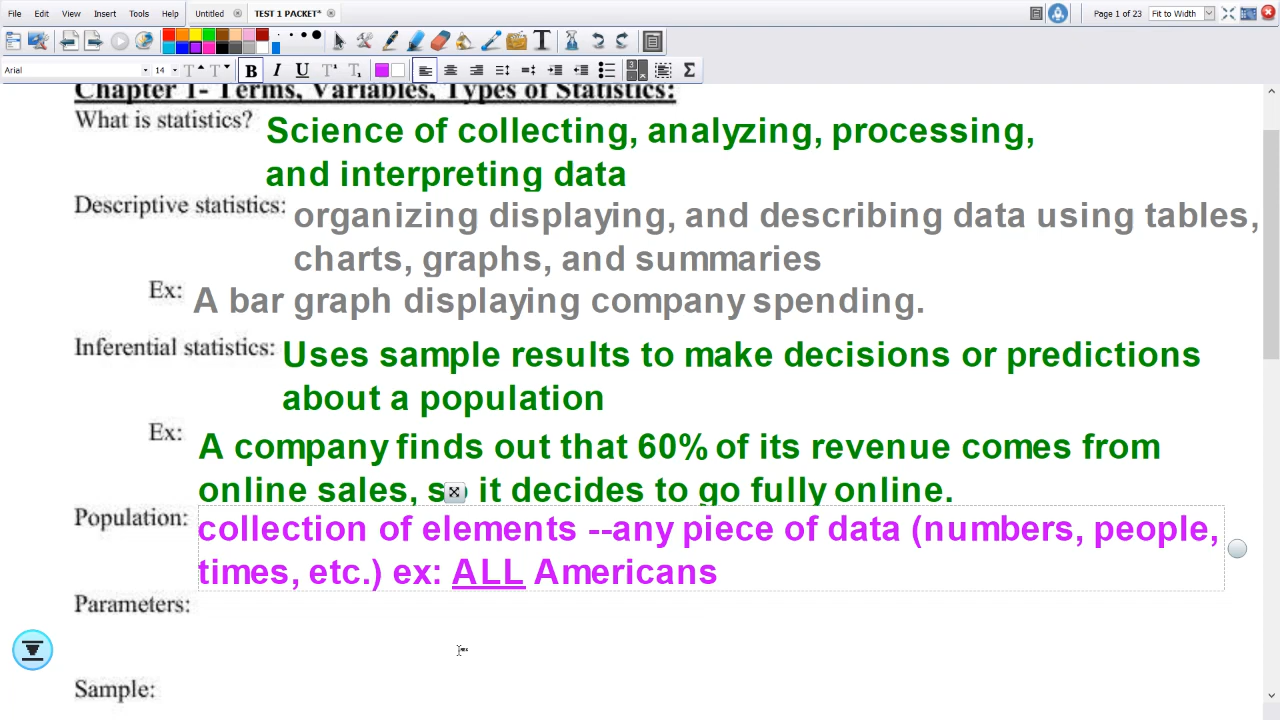 File Edit View Insert Tools Help Untitled TEST 1 PACKET* Page 1 of 23 Fit to Width
Arial 14 B I U
Chapter 1- Terms, Variables, Types of Statistics:
What is statistics? Science of collecting, analyzing, processing,
and interpreting data
Descriptive statistics: organizing displaying, and describing data using tables,
charts, graphs, and summaries
Ex: A bar graph displaying company spending.
Inferential statistics: Uses sample results to make decisions or predictions
about a population
Ex: A company finds out that 60% of its revenue comes from
online sales, so it decides to go fully online.
Population: collection of elements --any piece of data (numbers, people,
times, etc.) ex: ALL Americans
Parameters:
Sample: